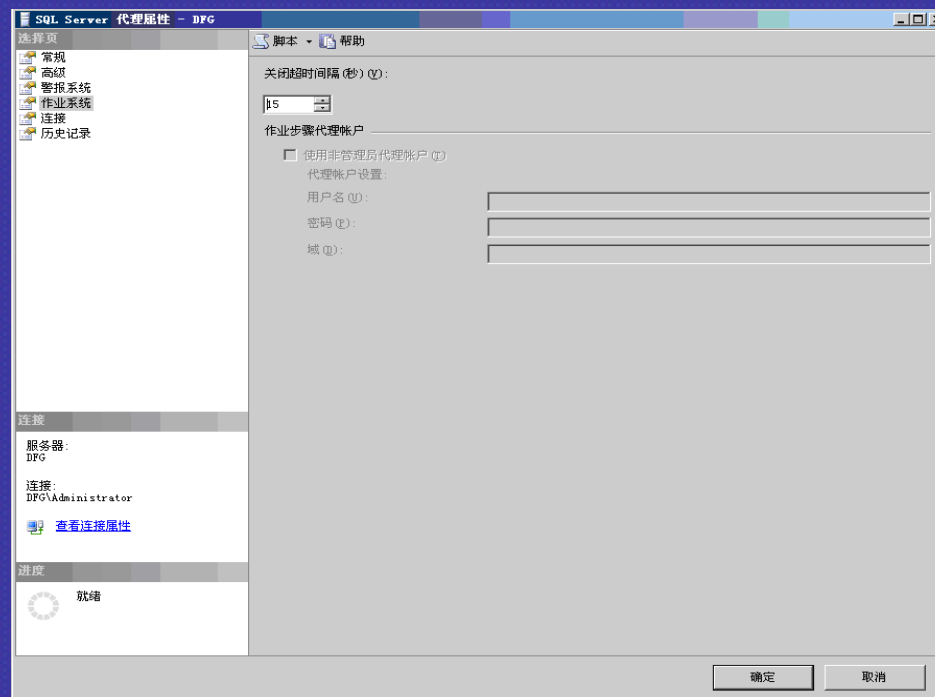 SQL Server 代理属性 - DFG
选择页
常规
高级
警报系统
作业系统
连接
历史记录
脚本
帮助
关闭超时间隔(秒)(V):
15
作业步骤代理帐户
使用非管理员代理帐户(T)
代理帐户设置:
用户名(U):
密码(P):
域(D):
连接
服务器:
DFG
连接:
DFG\Administrator
查看连接属性
进度
就绪
确定
取消